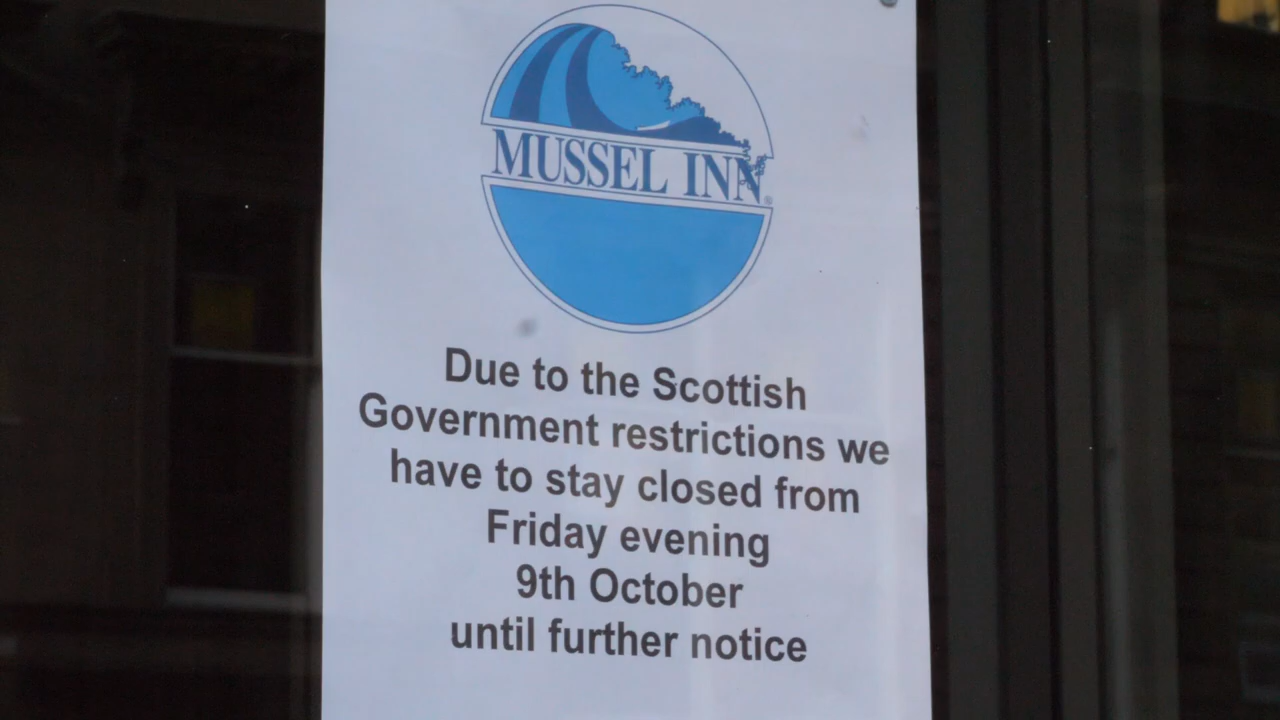 MUSSEL INN
Due to the Scottish
Government restrictions we
have to stay closed from
Friday evening
9th October
until further notice